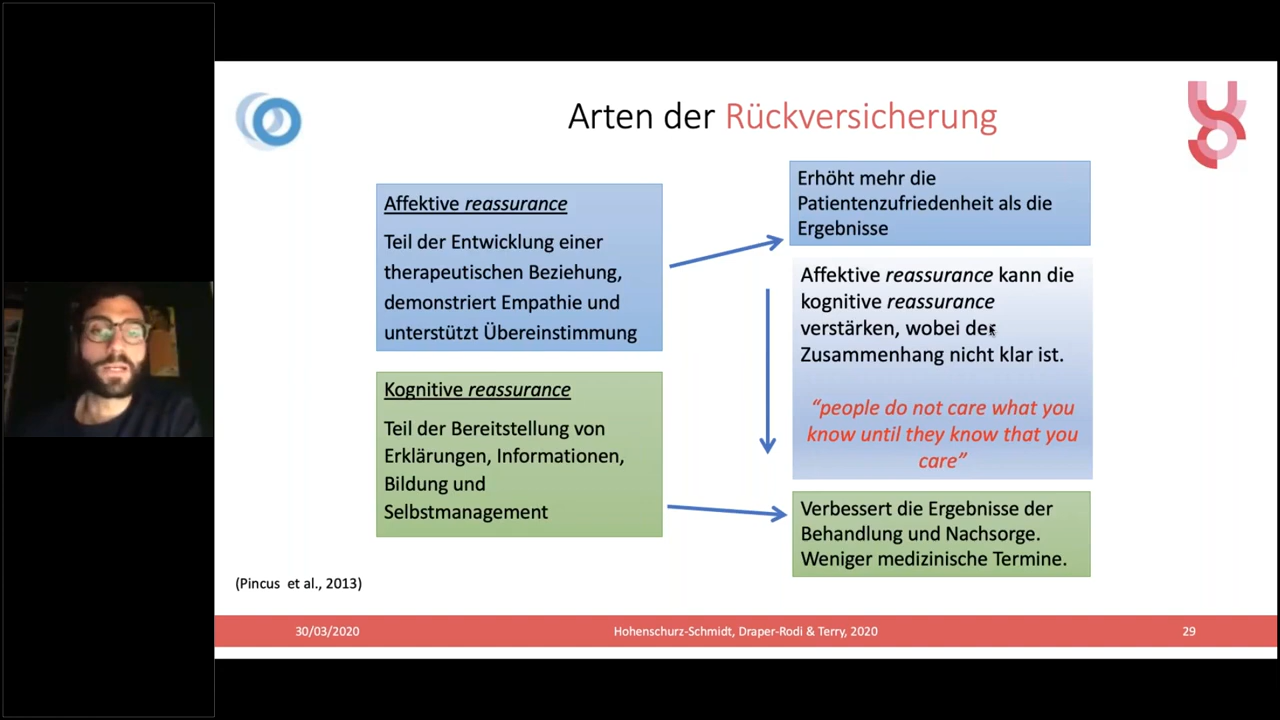 Arten der Rückversicherung
Affektive reassurance
Teil der Entwicklung einer
therapeutischen Beziehung,
demonstriert Empathie und
unterstützt Übereinstimmung
Erhöht mehr die
Patientenzufriedenheit als die
Ergebnisse
Affektive reassurance kann die
kognitive reassurance
verstärken, wobei der
Zusammenhang nicht klar ist.
“people do not care what you
know until they know that you
care”
Kognitive reassurance
Teil der Bereitstellung von
Erklärungen, Informationen,
Bildung und
Selbstmanagement
Verbessert die Ergebnisse der
Behandlung und Nachsorge.
Weniger medizinische Termine.
(Pincus et al., 2013)
30/03/2020
Hohenschurz-Schmidt, Draper-Rodi & Terry, 2020
29